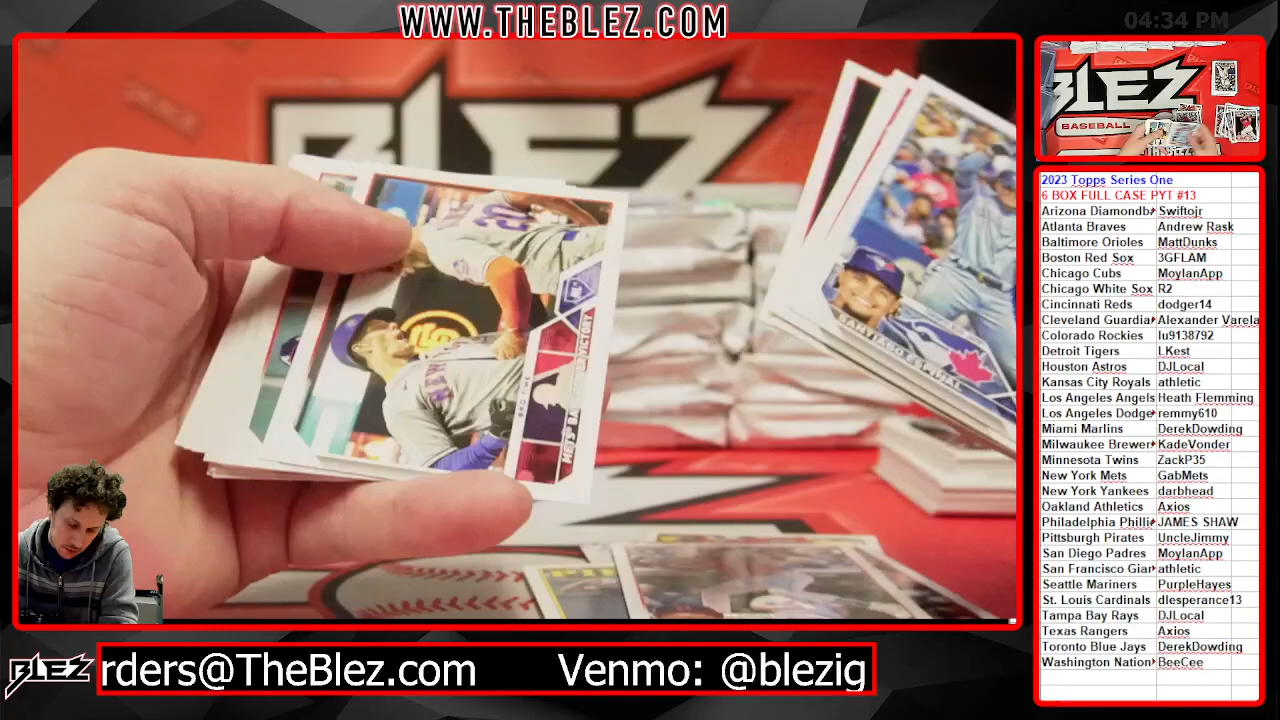 WWW.THEBLEZ.COM
04:34 PM
BLEZ
SANTIAGO ESPINAL
BLEZ
BASEBALL
2023 Topps Series One
6 BOX FULL CASE PYT #13
Arizona Diamondb Swiftojr
Atlanta Braves Andrew Rask
Baltimore Orioles MattDunks
Boston Red Sox 3GFLAM
Chicago Cubs MoylanApp
Chicago White Sox R2
Cincinnati Reds dodger14
Cleveland Guardia Alexander Varela
Colorado Rockies lu9138792
Detroit Tigers LKest
Houston Astros DJLocal
Kansas City Royals athletic
Los Angeles Angels Heath Flemming
Los Angeles Dodge remmy610
Miami Marlins DerekDowding
Milwaukee Brewer KadeVonder
Minnesota Twins ZackP35
New York Mets GabMets
New York Yankees darbhead
Oakland Athletics Axios
Philadelphia Philli JAMES SHAW
Pittsburgh Pirates UncleJimmy
San Diego Padres MoylanApp
San Francisco Giar athletic
Seattle Mariners PurpleHayes
St. Louis Cardinals dlesperance13
Tampa Bay Rays DJLocal
Texas Rangers Axios
Toronto Blue Jays DerekDowding
Washington Nation BeeCee
BLEZ
rders@TheBlez.com Venmo: @blezig